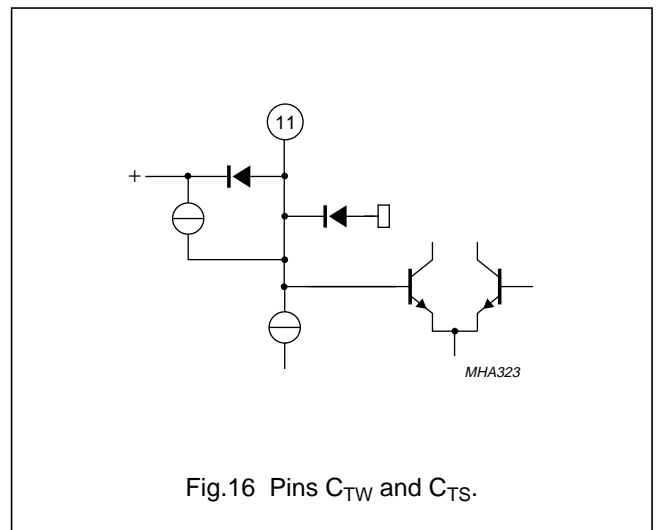 11
+
MHA323
Fig.16 Pins C_TW and C_TS.